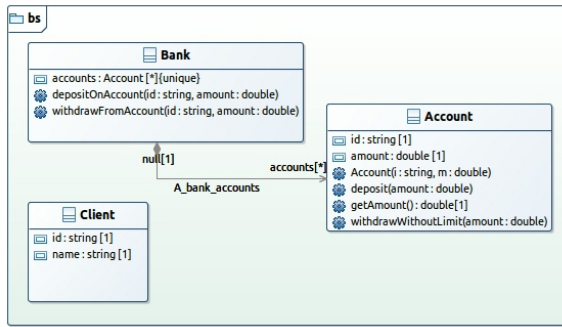 bs
Bank
accounts : Account [*]{unique}
depositOnAccount(id : string, amount : double)
withdrawFromAccount(id : string, amount : double)
null[1]
accounts[*]
A_bank_accounts
Account
id : string [1]
amount : double [1]
Account(i : string, m : double)
deposit(amount : double)
getAmount() : double[1]
withdrawWithoutLimit(amount : double)
Client
id : string [1]
name : string [1]